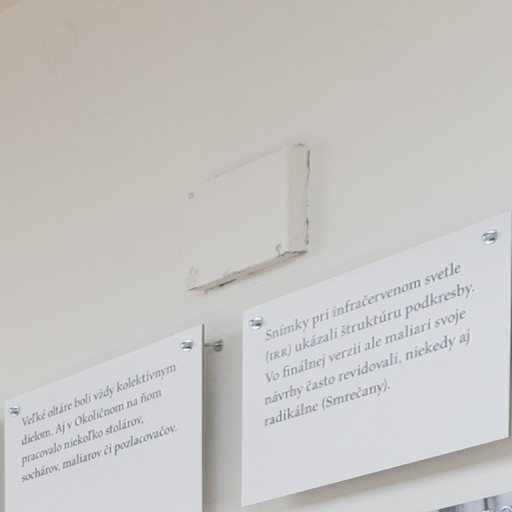 Veľké oltáre boli vždy kolektívnym
dielom. Aj v Okoličnom na ňom
pracovalo niekoľko stolárov,
sochárov, maliarov či pozlacovačov.
Snímky pri infračervenom svetle
(IRR) ukázali štruktúru podkresby.
Vo finálnej verzii ale maliari svoje
návrhy často revidovali, niekedy aj
radikálne (Smrečany).